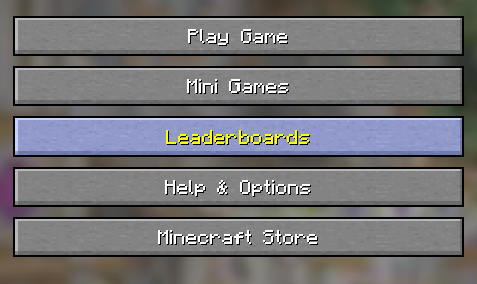 Play Game
Mini Games
Leaderboards
Help & Options
Minecraft Store